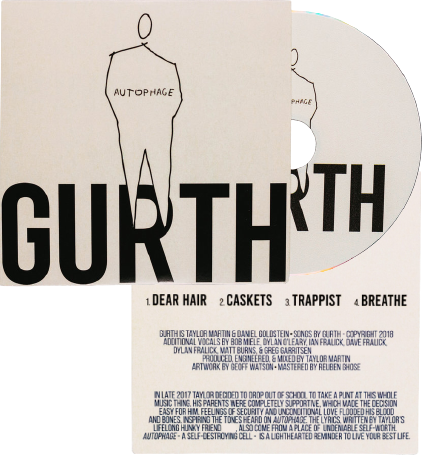 AUTOPHAGE
GURTH
PHAGE
RTH
1. DEAR HAIR 2. CASKETS 3. TRAPPIST 4. BREATHE
GURTH IS TAYLOR MARTIN & DANIEL GOLDSTEIN • SONGS BY GURTH - COPYRIGHT 2018
ADDITIONAL VOCALS BY BOB MIELE, DYLAN O'LEARY, IAN FRALICK, DAVE FRALICK,
DYLAN FRALICK, MATT BURNS, & GREG GARRITSEN
PRODUCED, ENGINEERED, & MIXED BY TAYLOR MARTIN
ARTWORK BY GEOFF WATSON • MASTERED BY REUBEN GHOSE
IN LATE 2017 TAYLOR DECIDED TO DROP OUT OF SCHOOL TO TAKE A PUNT AT THIS WHOLE
MUSIC THING. HIS PARENTS WERE COMPLETELY SUPPORTIVE, WHICH MADE THE DECISION
EASY FOR HIM. FEELINGS OF SECURITY AND UNCONDITIONAL LOVE FLOODED HIS BLOOD
AND BONES, INSPIRING THE TONES HEARD ON AUTOPHAGE. THE LYRICS, WRITTEN BY TAYLOR'S
LIFELONG HUNKY FRIEND, ALSO COME FROM A PLACE OF UNDENIABLE SELF-WORTH.
AUTOPHAGE - A SELF-DESTROYING CELL - IS A LIGHTHEARTED REMINDER TO LIVE YOUR BEST LIFE.